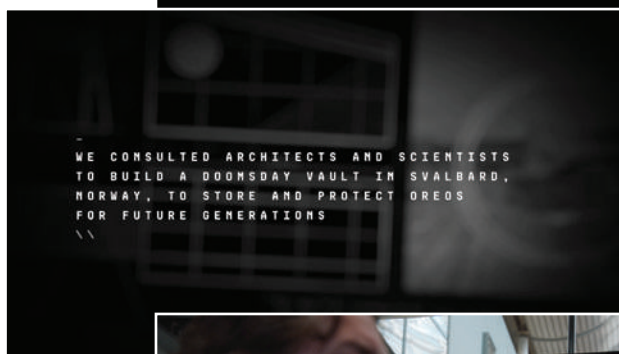 –
WE CONSULTED ARCHITECTS AND SCIENTISTS
TO BUILD A DOOMSDAY VAULT IN SVALBARD,
NORWAY, TO STORE AND PROTECT OREOS
FOR FUTURE GENERATIONS
\\